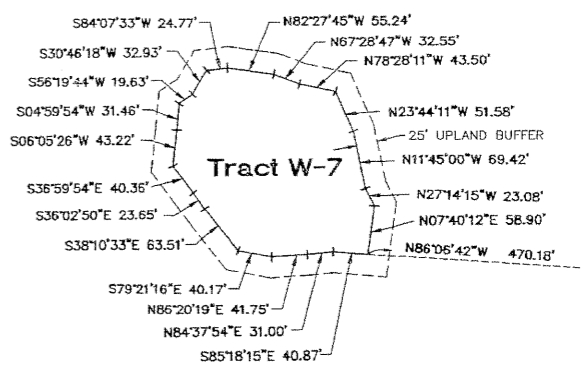 S84°07'33"W 24.77'
N82°27'45"W 55.24'
S30°46'18"W 32.93'
N67°28'47"W 32.55'
S56°19'44"W 19.63'
N78°28'11"W 43.50'
S04°59'54"W 31.46'
N23°44'11"W 51.58'
S06°05'26"W 43.22'
25' UPLAND BUFFER
N11°45'00"W 69.42'
Tract W-7
S36°59'54"E 40.36'
N27°14'15"W 23.08'
S36°02'50"E 23.65'
N07°40'12"E 58.90'
S38°10'33"E 63.51'
N86°06'42"W 470.18'
S79°21'16"E 40.17'
N86°20'19"E 41.75'
N84°37'54"E 31.00'
S85°18'15"E 40.87'